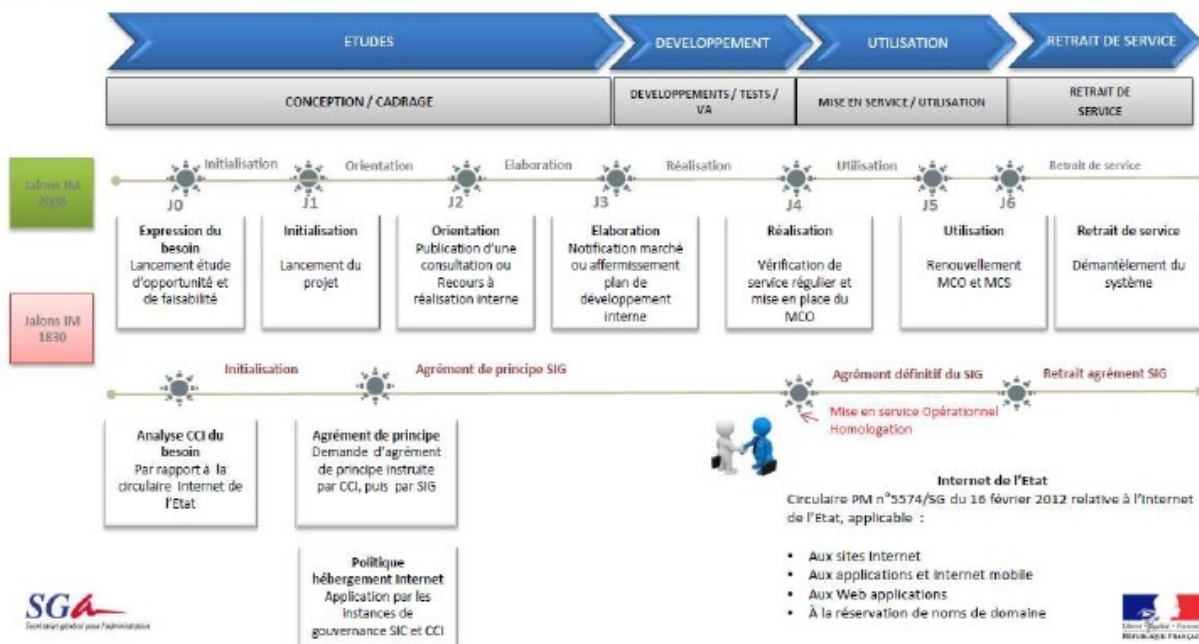 ETUDES
DEVELOPPEMENT
UTILISATION
RETRAIT DE SERVICE
CONCEPTION / CADRAGE
DEVELOPPEMENTS / TESTS /
VA
MISE EN SERVICE / UTILISATION
RETRAIT DE
SERVICE
Jalons IM
2008
Initialisation
Orientation
Elaboration
Réalisation
Utilisation
Retrait de service
J0
J1
J2
J3
J4
J5
J6
Expression du
besoin
Lancement étude
d'opportunité et
de faisabilité
Initialisation
Lancement du
projet
Orientation
Publication d'une
consultation ou
Recours à
réalisation interne
Elaboration
Notification marché
ou affermissement
plan de
développement
interne
Réalisation
Vérification de
service régulier et
mise en place du
MCO
Utilisation
Renouvellement
MCO et MCS
Retrait de service
Démantèlement du
système
Jalons IM
1830
Initialisation
Agrément de principe SIG
Agrément définitif du SIG
Retrait agrément SIG
Mise en service Opérationnel
Homologation
Analyse CCI du
besoin
Par rapport à la
circulaire Internet de
l'Etat
Agrément de principe
Demande d'agrément
de principe instruite
par CCI, puis par SIG
Politique
hébergement Internet
Application par les
instances de
gouvernance SIC et CCI
Internet de l'Etat
Circulaire PM n°5574/SG du 16 février 2012 relative à l'Internet
de l'Etat, applicable :
• Aux sites Internet
• Aux applications et internet mobile
• Aux Web applications
• À la réservation de noms de domaine
SGA
Secrétariat général pour l'administration
Liberté • Égalité • Fraternité
RÉPUBLIQUE FRANÇAISE